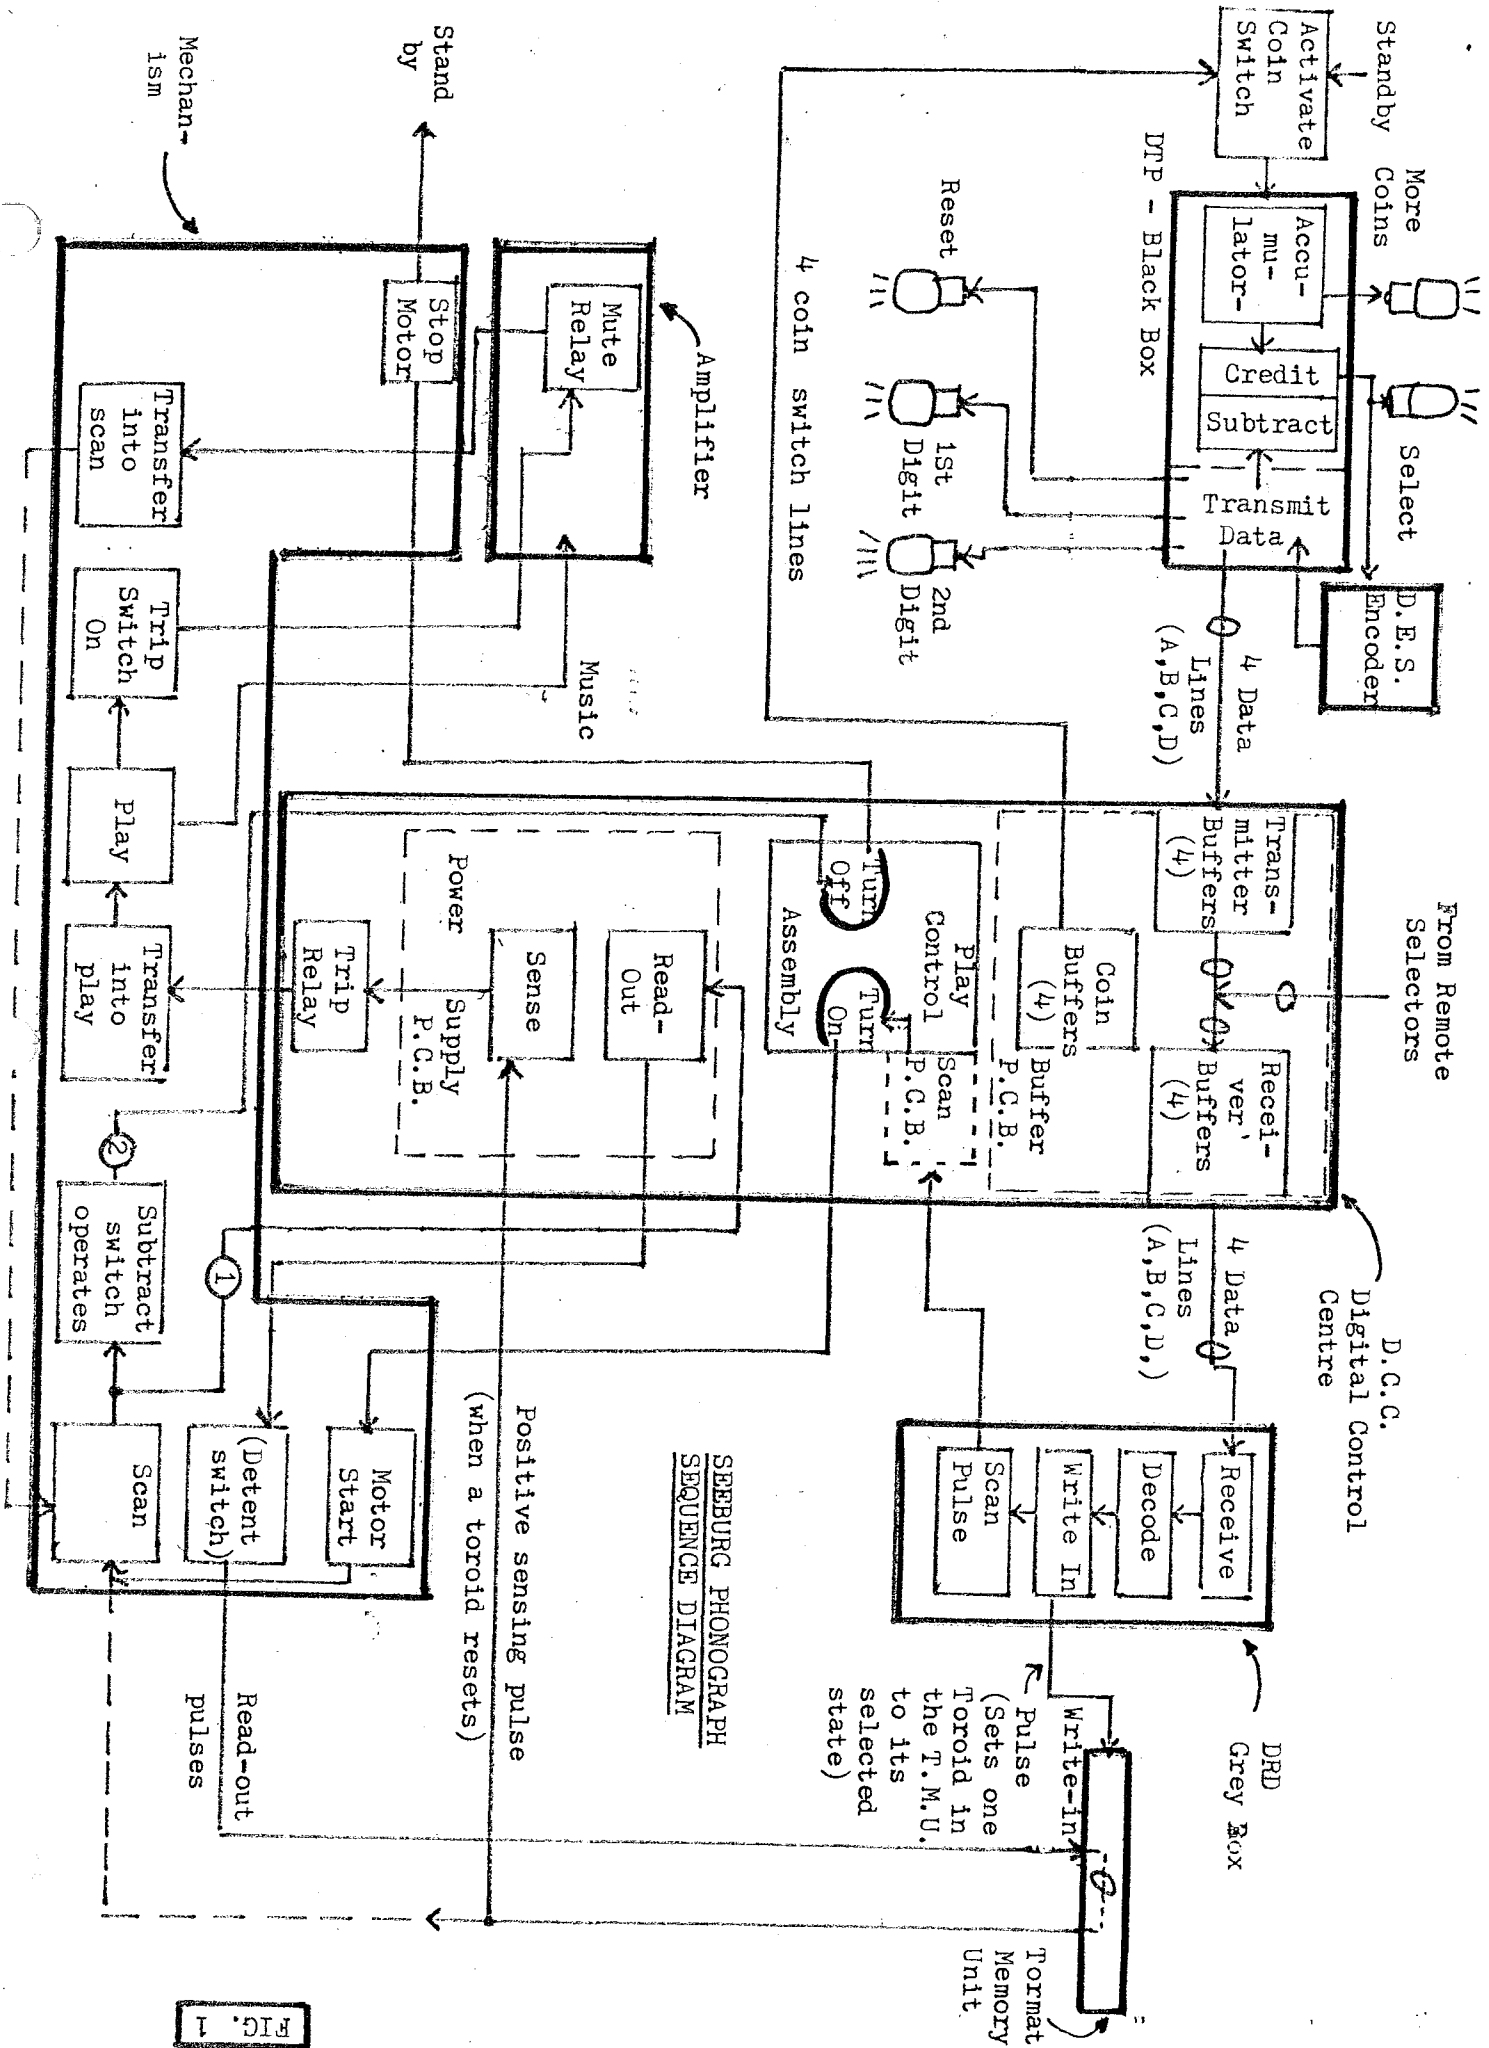 Standby
Activate
Coin
Switch
More
Coins
Select
DTP - Black Box
Accu-
mu-
lator-
Credit
Subtract
Transmit
Data
D.E.S.
Encoder
Reset
1St
Digit
2nd
Digit
4 Data
Lines
(A,B,C,D)
4 coin switch lines
From Remote
Selectors
Trans-
mitter
Buffers
(4)
Recei-
ver'
Buffers
(4)
Coin
Buffers
(4)
Buffer
P.C.B.
D.C.C.
Digital Control
Centre
4 Data
Lines
(A,B,C,D,)
DRD
Grey Box
Receive
Decode
Write In
Scan
Pulse
Write-in
Pulse
(Sets one
Toroid in
the T.M.U.
to its
selected
state)
Tormat
Memory
Unit
Play
Control
Assembly
Turn
Off
Turn
On
Scan
P.C.B.
Read-
Out
Sense
Power
Supply
P.C.B.
Trip
Relay
Amplifier
Mute
Relay
Music
Stand
by
Stop
Motor
Mechan-
ism
Transfer
into
scan
Trip
Switch
On
Play
Transfer
into
play
2
Subtract
switch
operates
1
Scan
(Detent
switch)
Motor
Start
Positive sensing pulse
(when a toroid resets)
Read-out
pulses
SEEBURG PHONOGRAPH
SEQUENCE DIAGRAM
FIG. 1